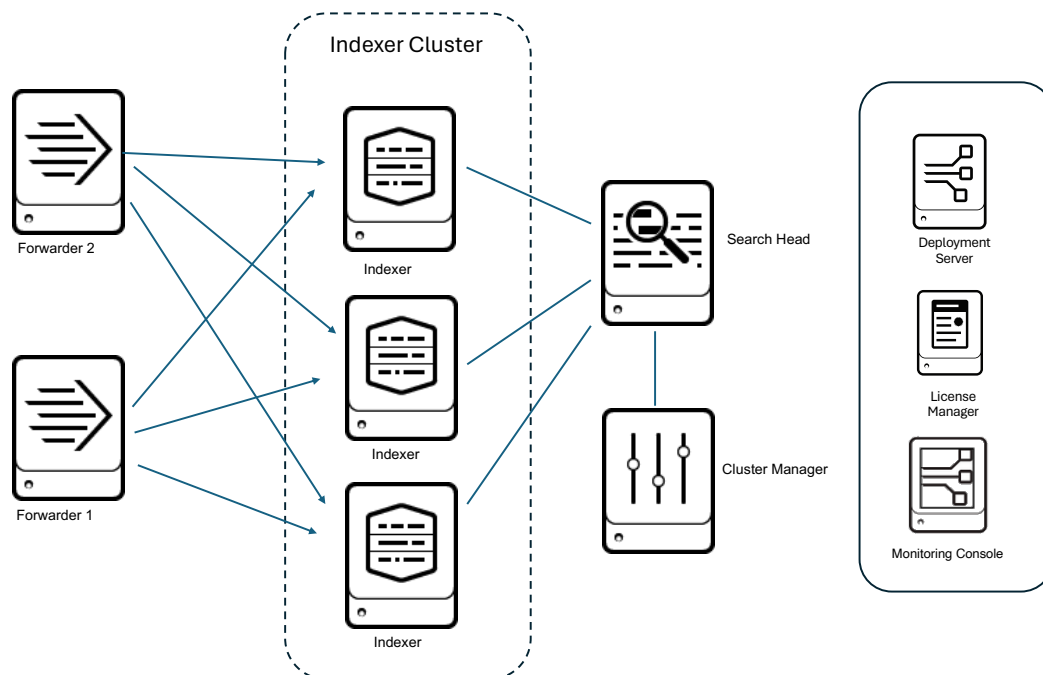 Indexer Cluster
Forwarder 2
Forwarder 1
Indexer
Indexer
Indexer
Search Head
Cluster Manager
Deployment
Server
License
Manager
Monitoring Console